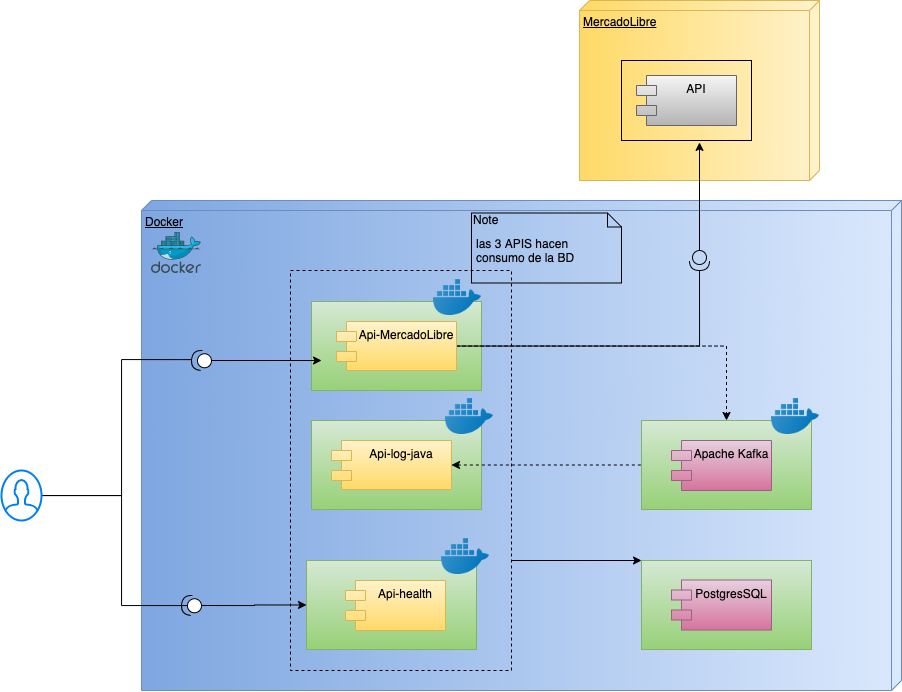 MercadoLibre
API
Docker
docker
Note
las 3 APIS hacen
consumo de la BD
Api-MercadoLibre
Api-log-java
Apache Kafka
Api-health
PostgresSQL